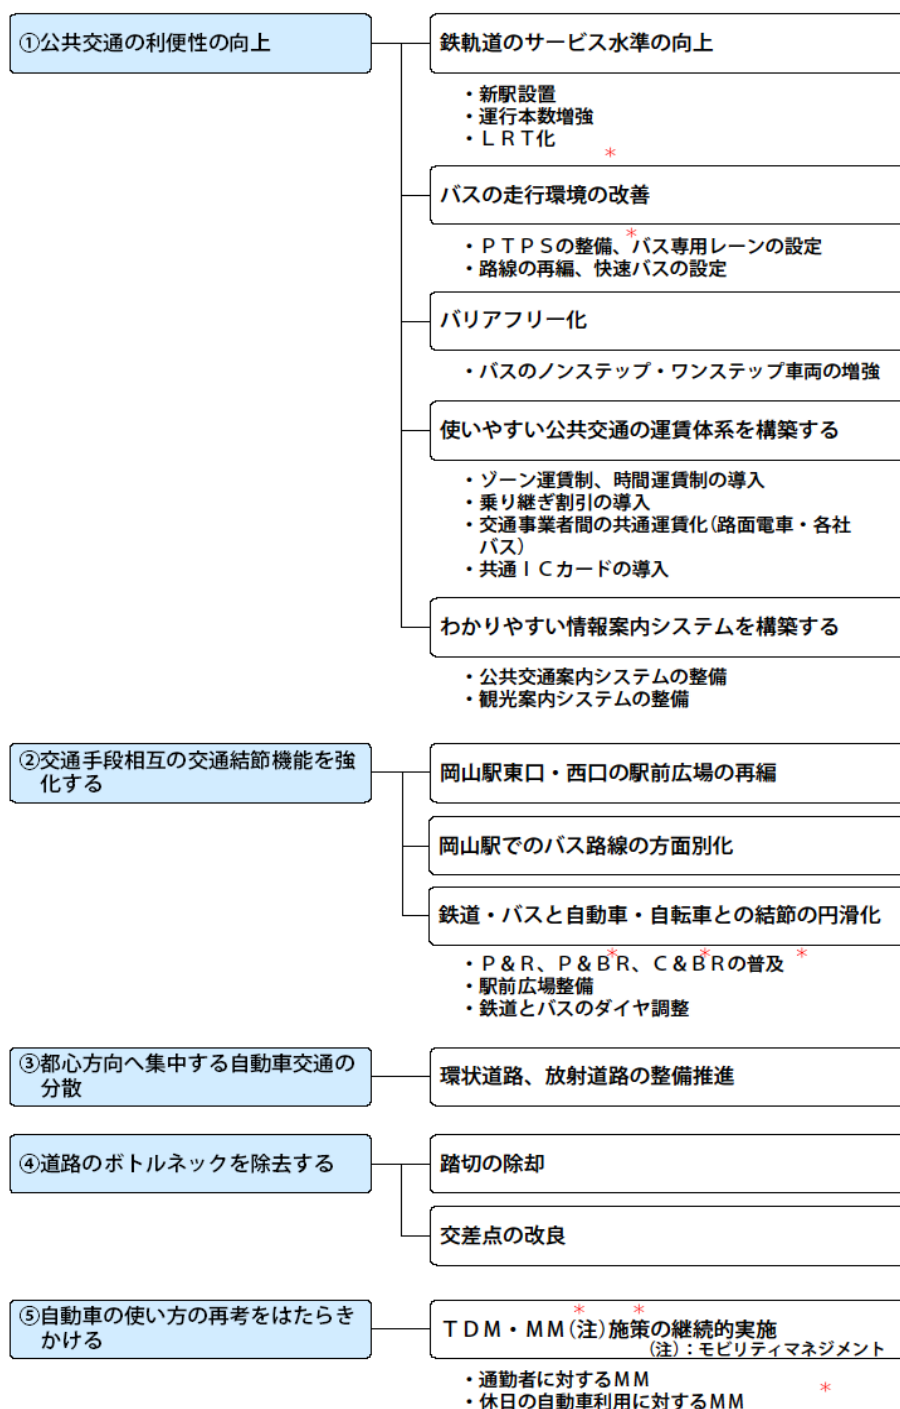 ①公共交通の利便性の向上
鉄軌道のサービス水準の向上
・新駅設置
・運行本数増強
・ＬＲＴ化
＊
バスの走行環境の改善
＊
・ＰＴＰＳの整備、バス専用レーンの設定
・路線の再編、快速バスの設定
バリアフリー化
・バスのノンステップ・ワンステップ車両の増強
使いやすい公共交通の運賃体系を構築する
・ゾーン運賃制、時間運賃制の導入
・乗り継ぎ割引の導入
・交通事業者間の共通運賃化(路面電車・各社
バス)
・共通ＩＣカードの導入
わかりやすい情報案内システムを構築する
・公共交通案内システムの整備
・観光案内システムの整備
②交通手段相互の交通結節機能を強
化する
岡山駅東口・西口の駅前広場の再編
岡山駅でのバス路線の方面別化
鉄道・バスと自動車・自転車との結節の円滑化
＊ ＊ ＊
・Ｐ＆Ｒ、Ｐ＆ＢＲ、Ｃ＆ＢＲの普及
・駅前広場整備
・鉄道とバスのダイヤ調整
③都心方向へ集中する自動車交通の
分散
環状道路、放射道路の整備推進
④道路のボトルネックを除去する
踏切の除却
交差点の改良
⑤自動車の使い方の再考をはたらき
かける
＊ ＊
ＴＤＭ・ＭＭ(注)施策の継続的実施
(注)：モビリティマネジメント
・通勤者に対するＭＭ
＊
・休日の自動車利用に対するＭＭ